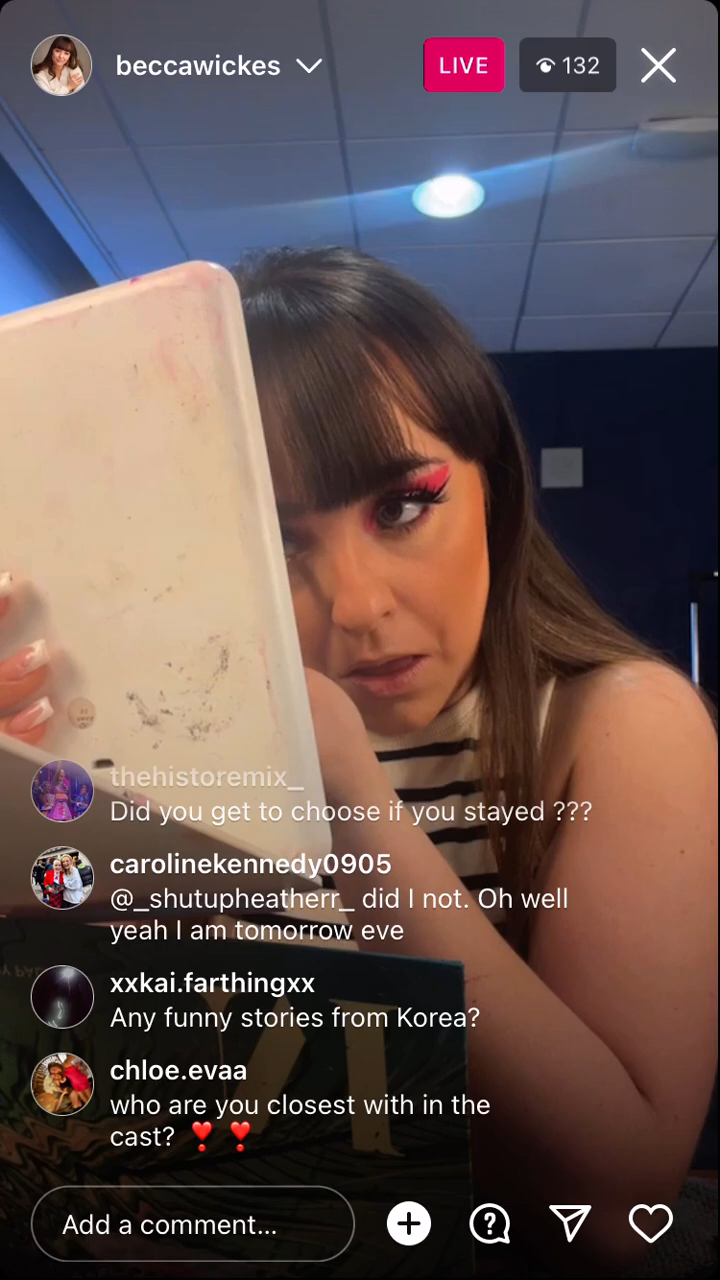 beccawickes
LIVE
132
thehistoremix_
Did you get to choose if you stayed ???
carolinekennedy0905
@_shutupheatherr_ did I not. Oh well
yeah I am tomorrow eve
xxkai.farthingxx
Any funny stories from Korea?
chloe.evaa
who are you closest with in the
cast? ❣️ ❣️
Add a comment...